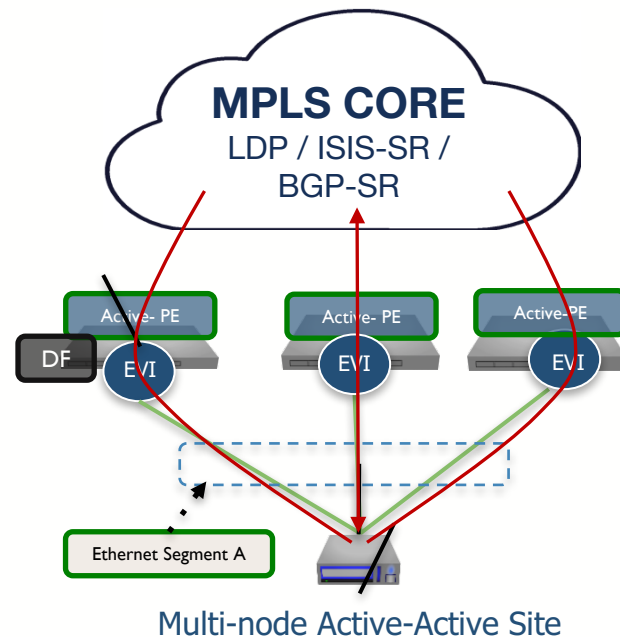 MPLS CORE
LDP / ISIS-SR /
BGP-SR
Active- PE
Active- PE
Active-PE
DF
EVI
EVI
EVI
Ethernet Segment A
Multi-node Active-Active Site